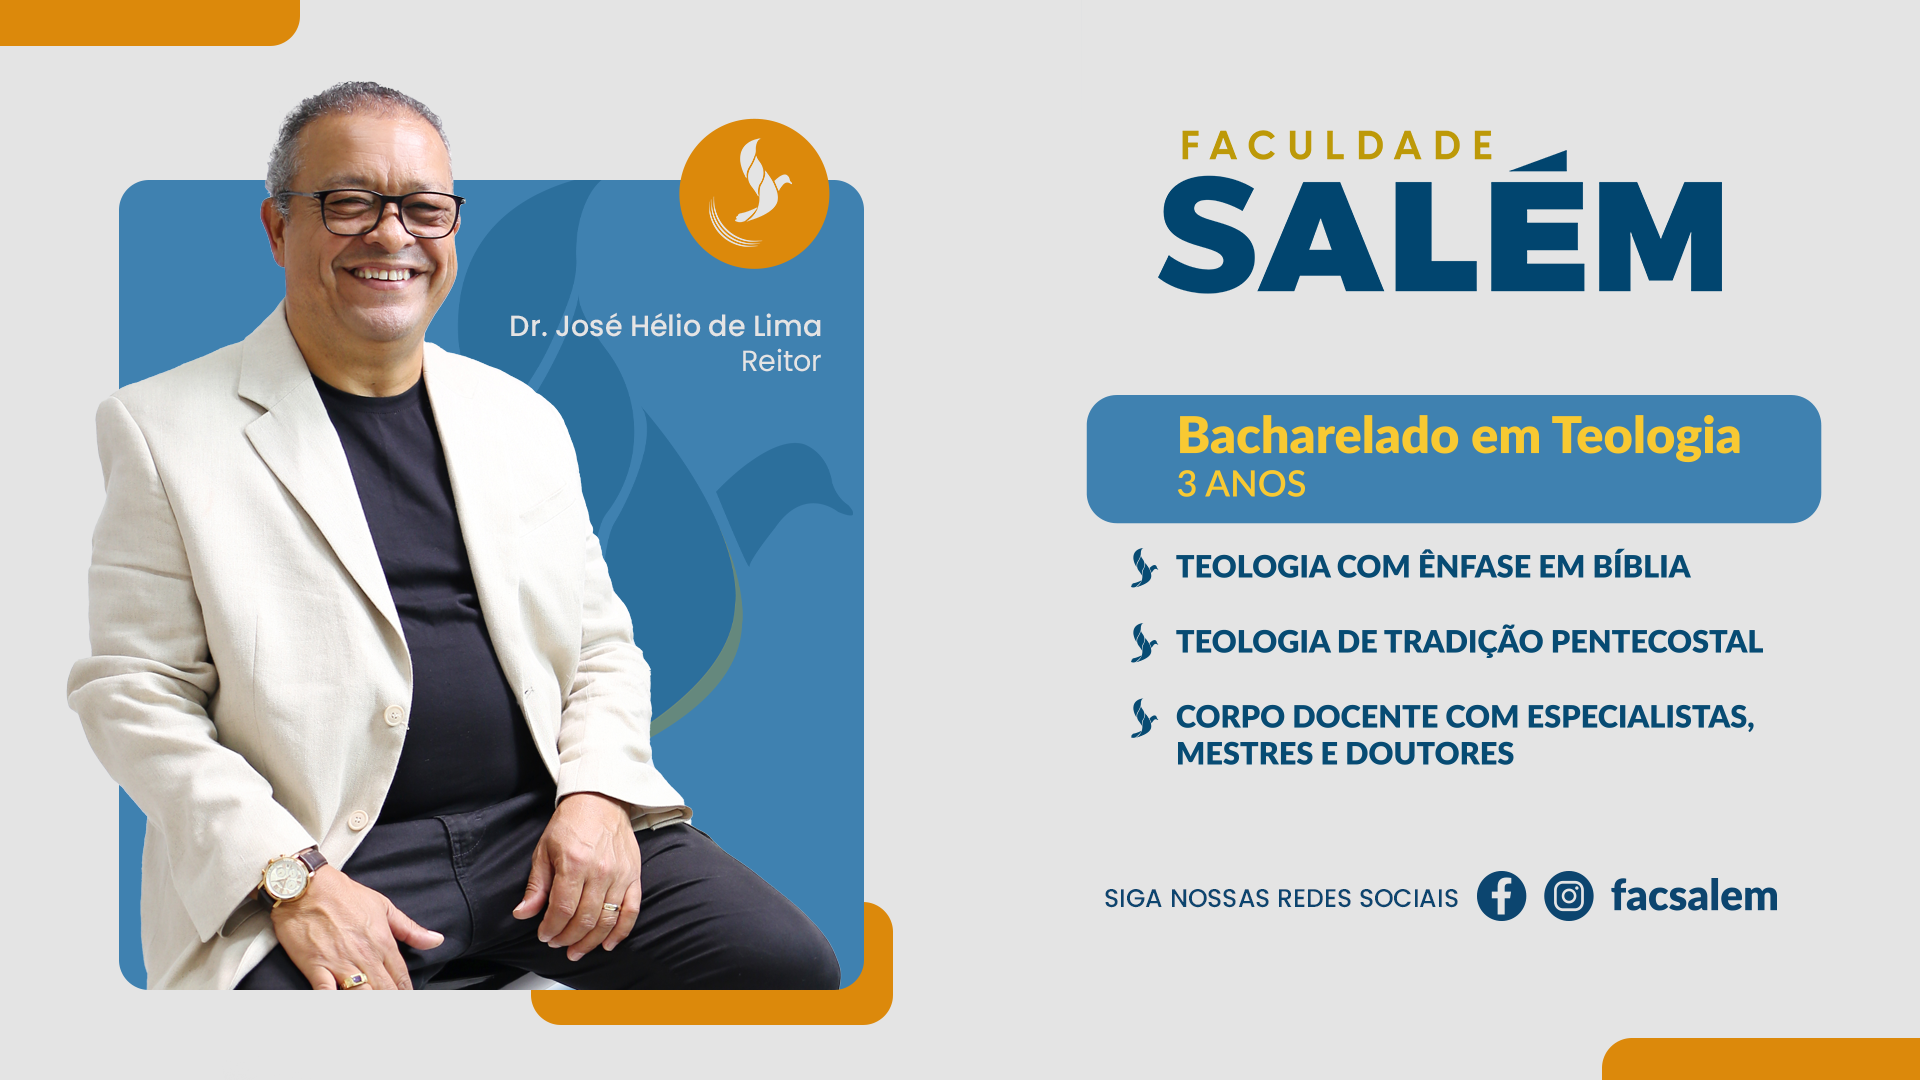 Dr. José Hélio de Lima
Reitor
FACULDADE
SALÉM
Bacharelado em Teologia
3 ANOS
TEOLOGIA COM ÊNFASE EM BÍBLIA
TEOLOGIA DE TRADIÇÃO PENTECOSTAL
CORPO DOCENTE COM ESPECIALISTAS,
MESTRES E DOUTORES
SIGA NOSSAS REDES SOCIAIS facsalem